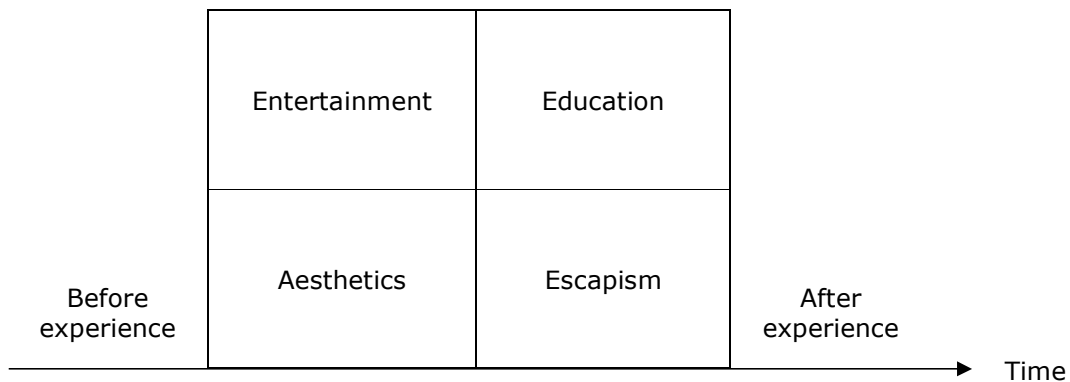 Entertainment
Education
Aesthetics
Escapism
Before
experience
After
experience
Time